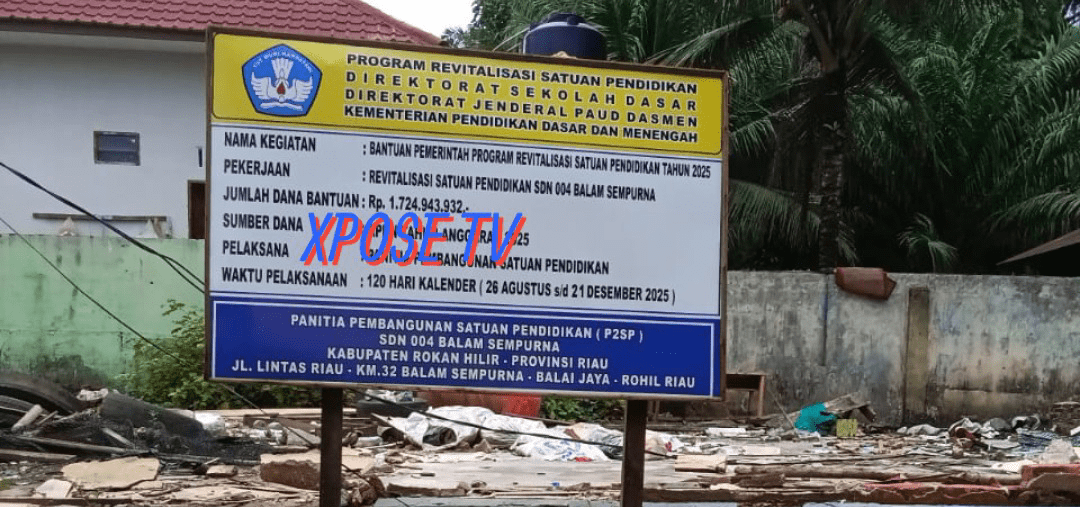 TUT WURI HANDAYANI
PROGRAM REVITALISASI SATUAN PENDIDIKAN
DIREKTORAT SEKOLAH DASAR
DIREKTORAT JENDERAL PAUD DASMEN
KEMENTERIAN PENDIDIKAN DASAR DAN MENENGAH
NAMA KEGIATAN : BANTUAN PEMERINTAH PROGRAM REVITALISASI SATUAN PENDIDIKAN TAHUN 2025
PEKERJAAN : REVITALISASI SATUAN PENDIDIKAN SDN 004 BALAM SEMPURNA
JUMLAH DANA BANTUAN : Rp. 1.724.943.932,-
SUMBER DANA : 2025
XPOSE TV
PELAKSANA : SATUAN PENDIDIKAN
WAKTU PELAKSANAAN : 120 HARI KALENDER ( 26 AGUSTUS s/d 21 DESEMBER 2025 )
PANITIA PEMBANGUNAN SATUAN PENDIDIKAN ( P2SP )
SDN 004 BALAM SEMPURNA
KABUPATEN ROKAN HILIR - PROVINSI RIAU
JL. LINTAS RIAU - KM.32 BALAM SEMPURNA - BALAI JAYA - ROHIL RIAU